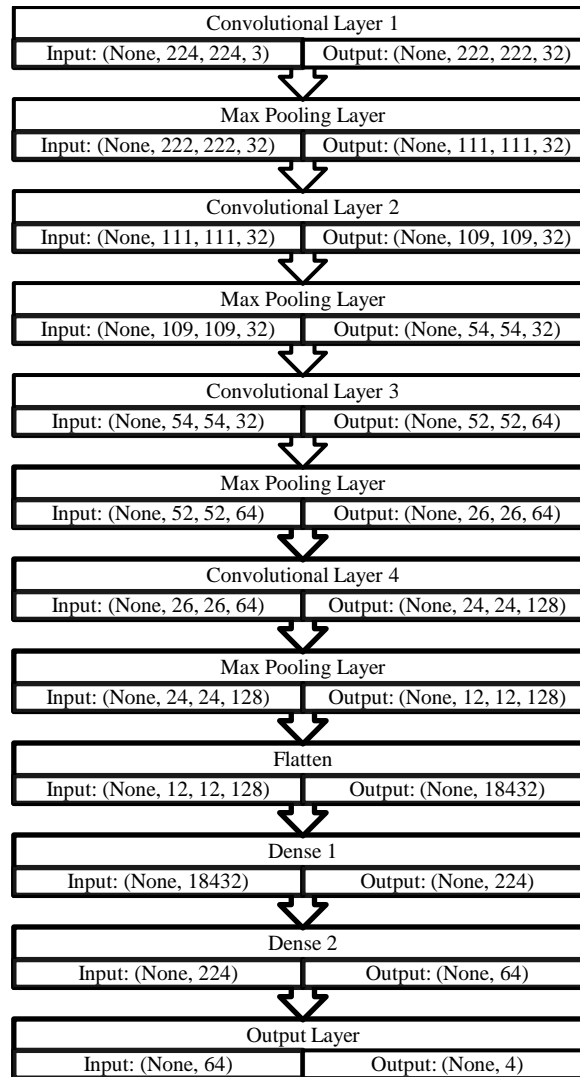 Convolutional Layer 1
Input: (None, 224, 224, 3) Output: (None, 222, 222, 32)
Max Pooling Layer
Input: (None, 222, 222, 32) Output: (None, 111, 111, 32)
Convolutional Layer 2
Input: (None, 111, 111, 32) Output: (None, 109, 109, 32)
Max Pooling Layer
Input: (None, 109, 109, 32) Output: (None, 54, 54, 32)
Convolutional Layer 3
Input: (None, 54, 54, 32) Output: (None, 52, 52, 64)
Max Pooling Layer
Input: (None, 52, 52, 64) Output: (None, 26, 26, 64)
Convolutional Layer 4
Input: (None, 26, 26, 64) Output: (None, 24, 24, 128)
Max Pooling Layer
Input: (None, 24, 24, 128) Output: (None, 12, 12, 128)
Flatten
Input: (None, 12, 12, 128) Output: (None, 18432)
Dense 1
Input: (None, 18432) Output: (None, 224)
Dense 2
Input: (None, 224) Output: (None, 64)
Output Layer
Input: (None, 64) Output: (None, 4)